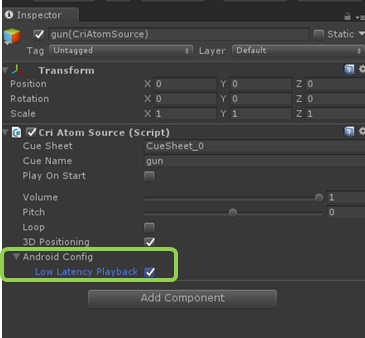 Inspector
gun(CriAtomSource) Static
Tag Untagged Layer Default
Transform
Position X 0 Y 0 Z 0
Rotation X 0 Y 0 Z 0
Scale X 1 Y 1 Z 1
Cri Atom Source (Script)
Cue Sheet CueSheet_0
Cue Name gun
Play On Start
Volume 1
Pitch 0
Loop
3D Positioning
Android Config
Low Latency Playback
Add Component